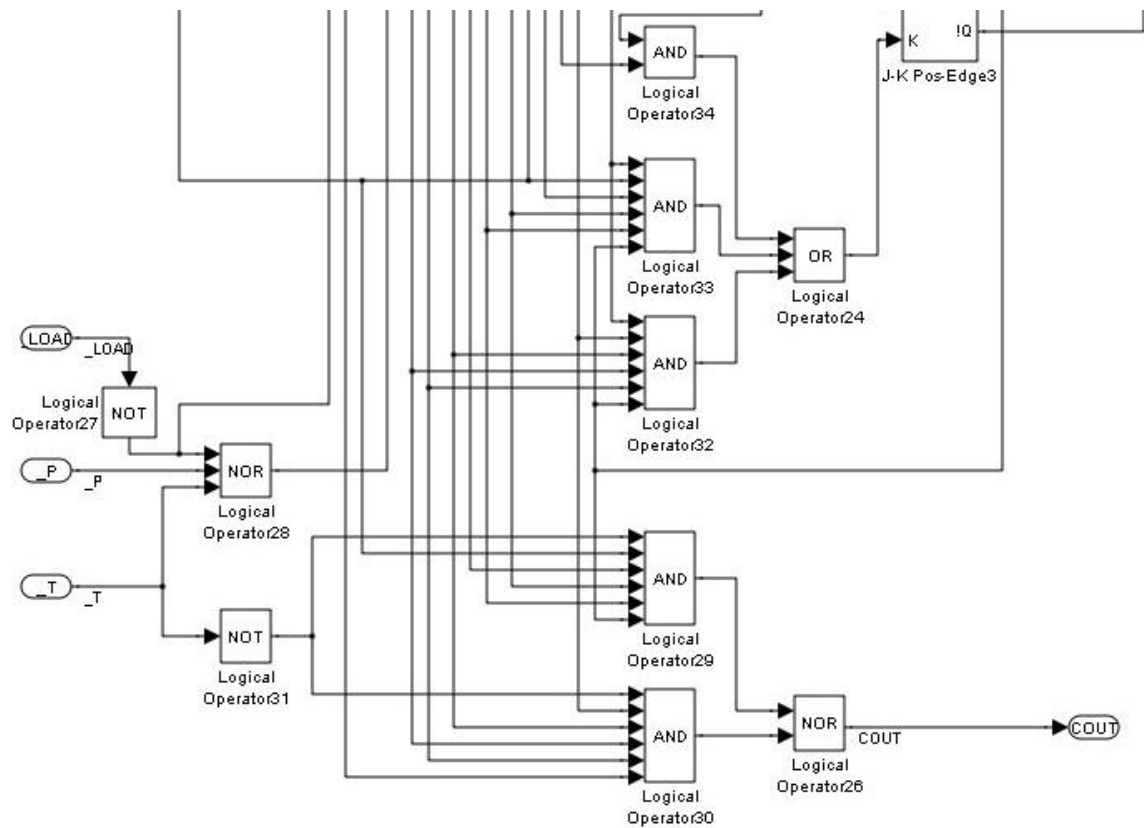 AND
Logical
Operator34
K
!Q
J-K Pos-Edge3
AND
Logical
Operator33
OR
Logical
Operator24
_LOAD
_LOAD
NOT
Logical
Operator27
AND
Logical
Operator32
_P
_P
NOR
Logical
Operator28
_T
_T
NOT
Logical
Operator31
AND
Logical
Operator29
AND
Logical
Operator30
NOR
Logical
Operator26
COUT
COUT